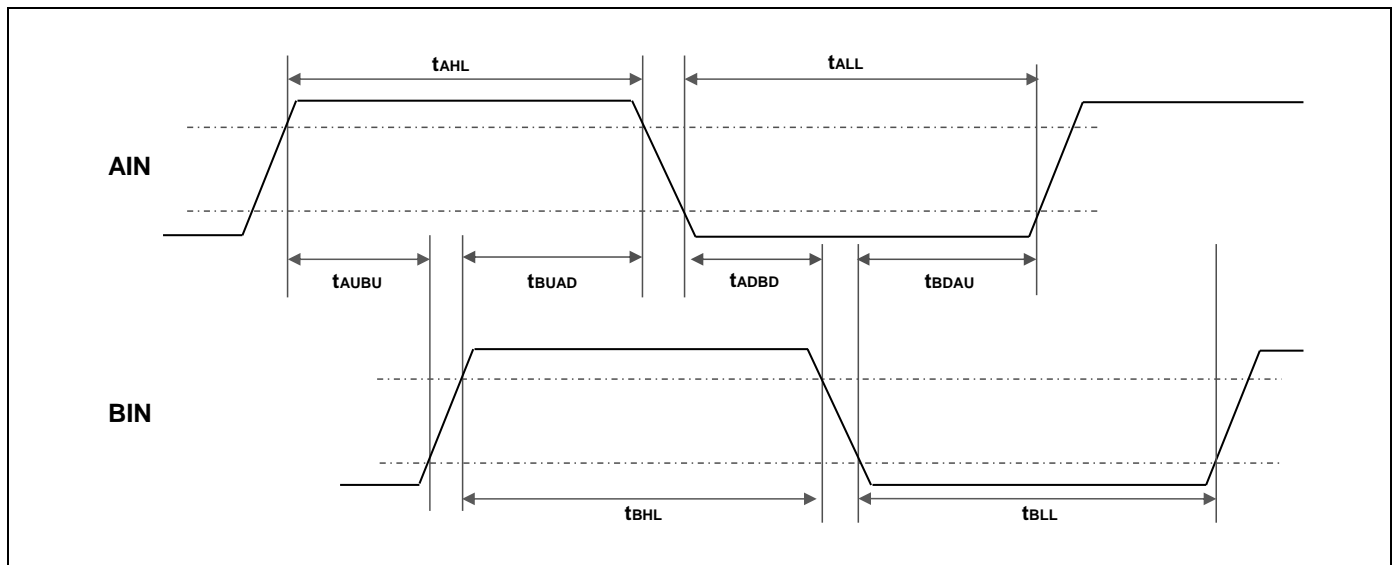 tAHL tALL
AIN
tAUBU tBUAD tADBD tBDAU
BIN
tBHL tBLL